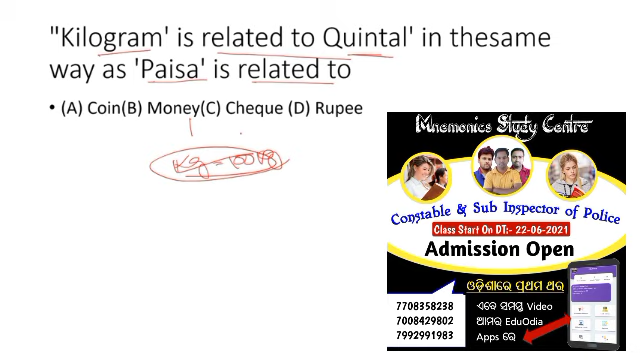 "Kilogram' is related to Quintal' in thesame
way as 'Paisa' is related to
• (A) Coin(B) Money(C) Cheque (D) Rupee
Kg = 100 Kg
Mnemonics Study Centre
Constable & Sub Inspector of Police
Class Start On DT:- 22-06-2021
Admission Open
ଓଡ଼ିଶାରେ ପ୍ରଥମ ଥର
7708358238
7008429802
7992991983
ଏବେ ସମସ୍ତ Video
ଆମର EduOdia
Apps ରେ